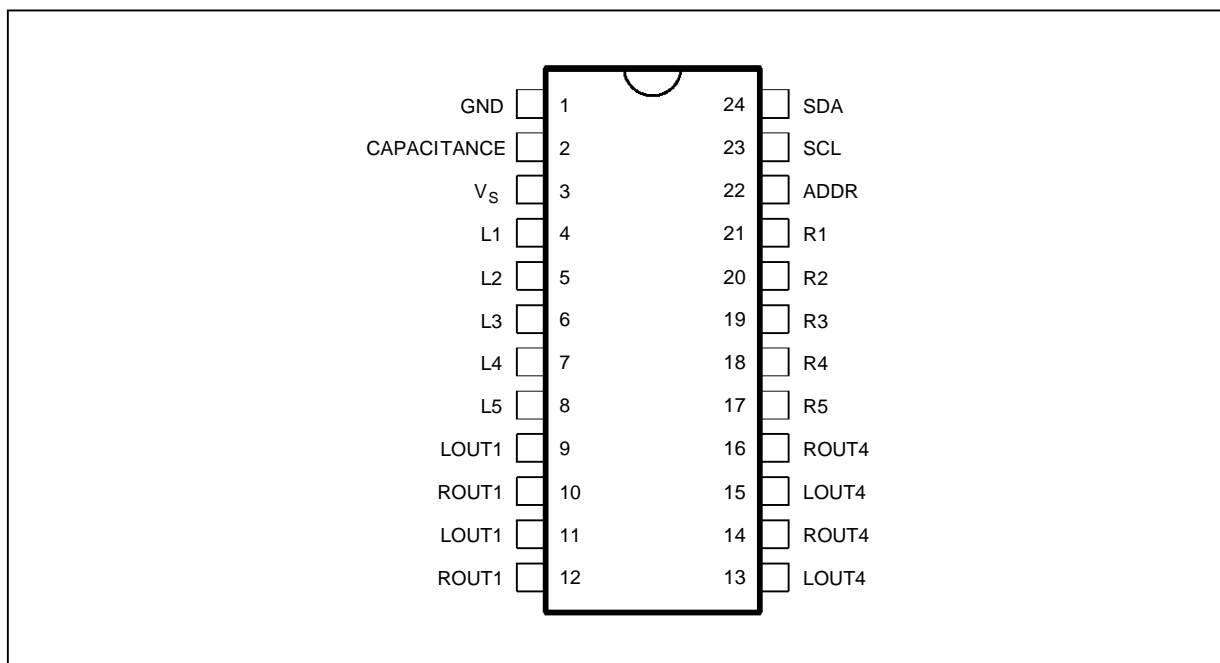 GND 1 24 SDA
CAPACITANCE 2 23 SCL
VS 3 22 ADDR
L1 4 21 R1
L2 5 20 R2
L3 6 19 R3
L4 7 18 R4
L5 8 17 R5
LOUT1 9 16 ROUT4
ROUT1 10 15 LOUT4
LOUT1 11 14 ROUT4
ROUT1 12 13 LOUT4